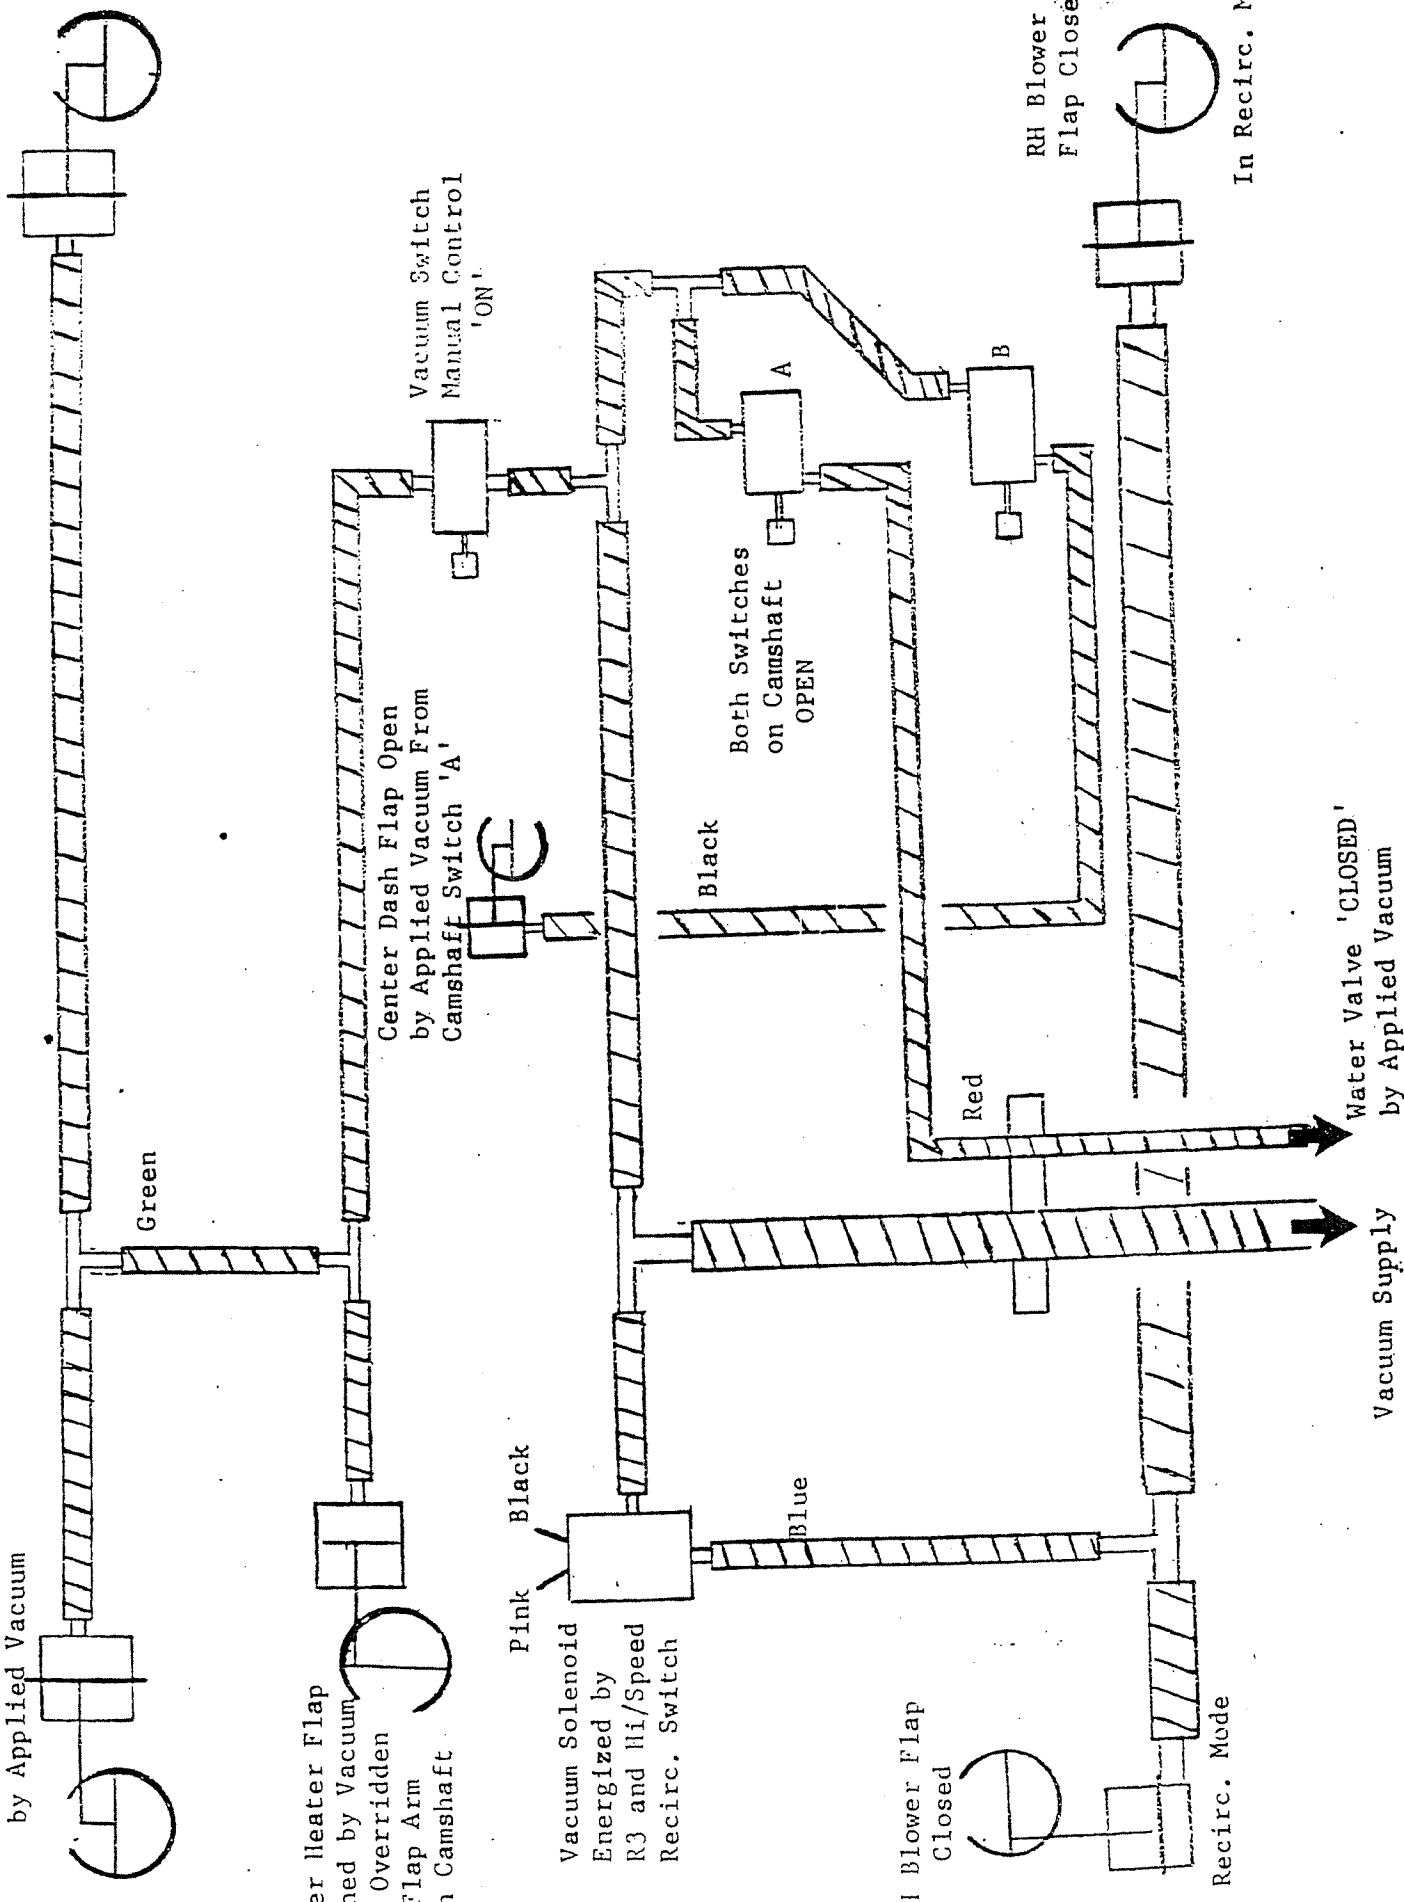 by Applied Vacuum
Green
er Heater Flap
ned by Vacuum
Overridden
Flap Arm
Camshaft
Center Dash Flap Open
by Applied Vacuum From
Camshaft Switch 'A'
Vacuum Switch
Manual Control
'ON'
Pink
Black
Vacuum Solenoid
Energized by
R3 and Hi/Speed
Recirc. Switch
Black
Both Switches
on Camshaft
OPEN
A
B
Blue
Red
Blower Flap
Closed
Recirc. Mode
RH Blower
Flap Close
In Recirc. M
Water Valve 'CLOSED'
by Applied Vacuum
Vacuum Supply